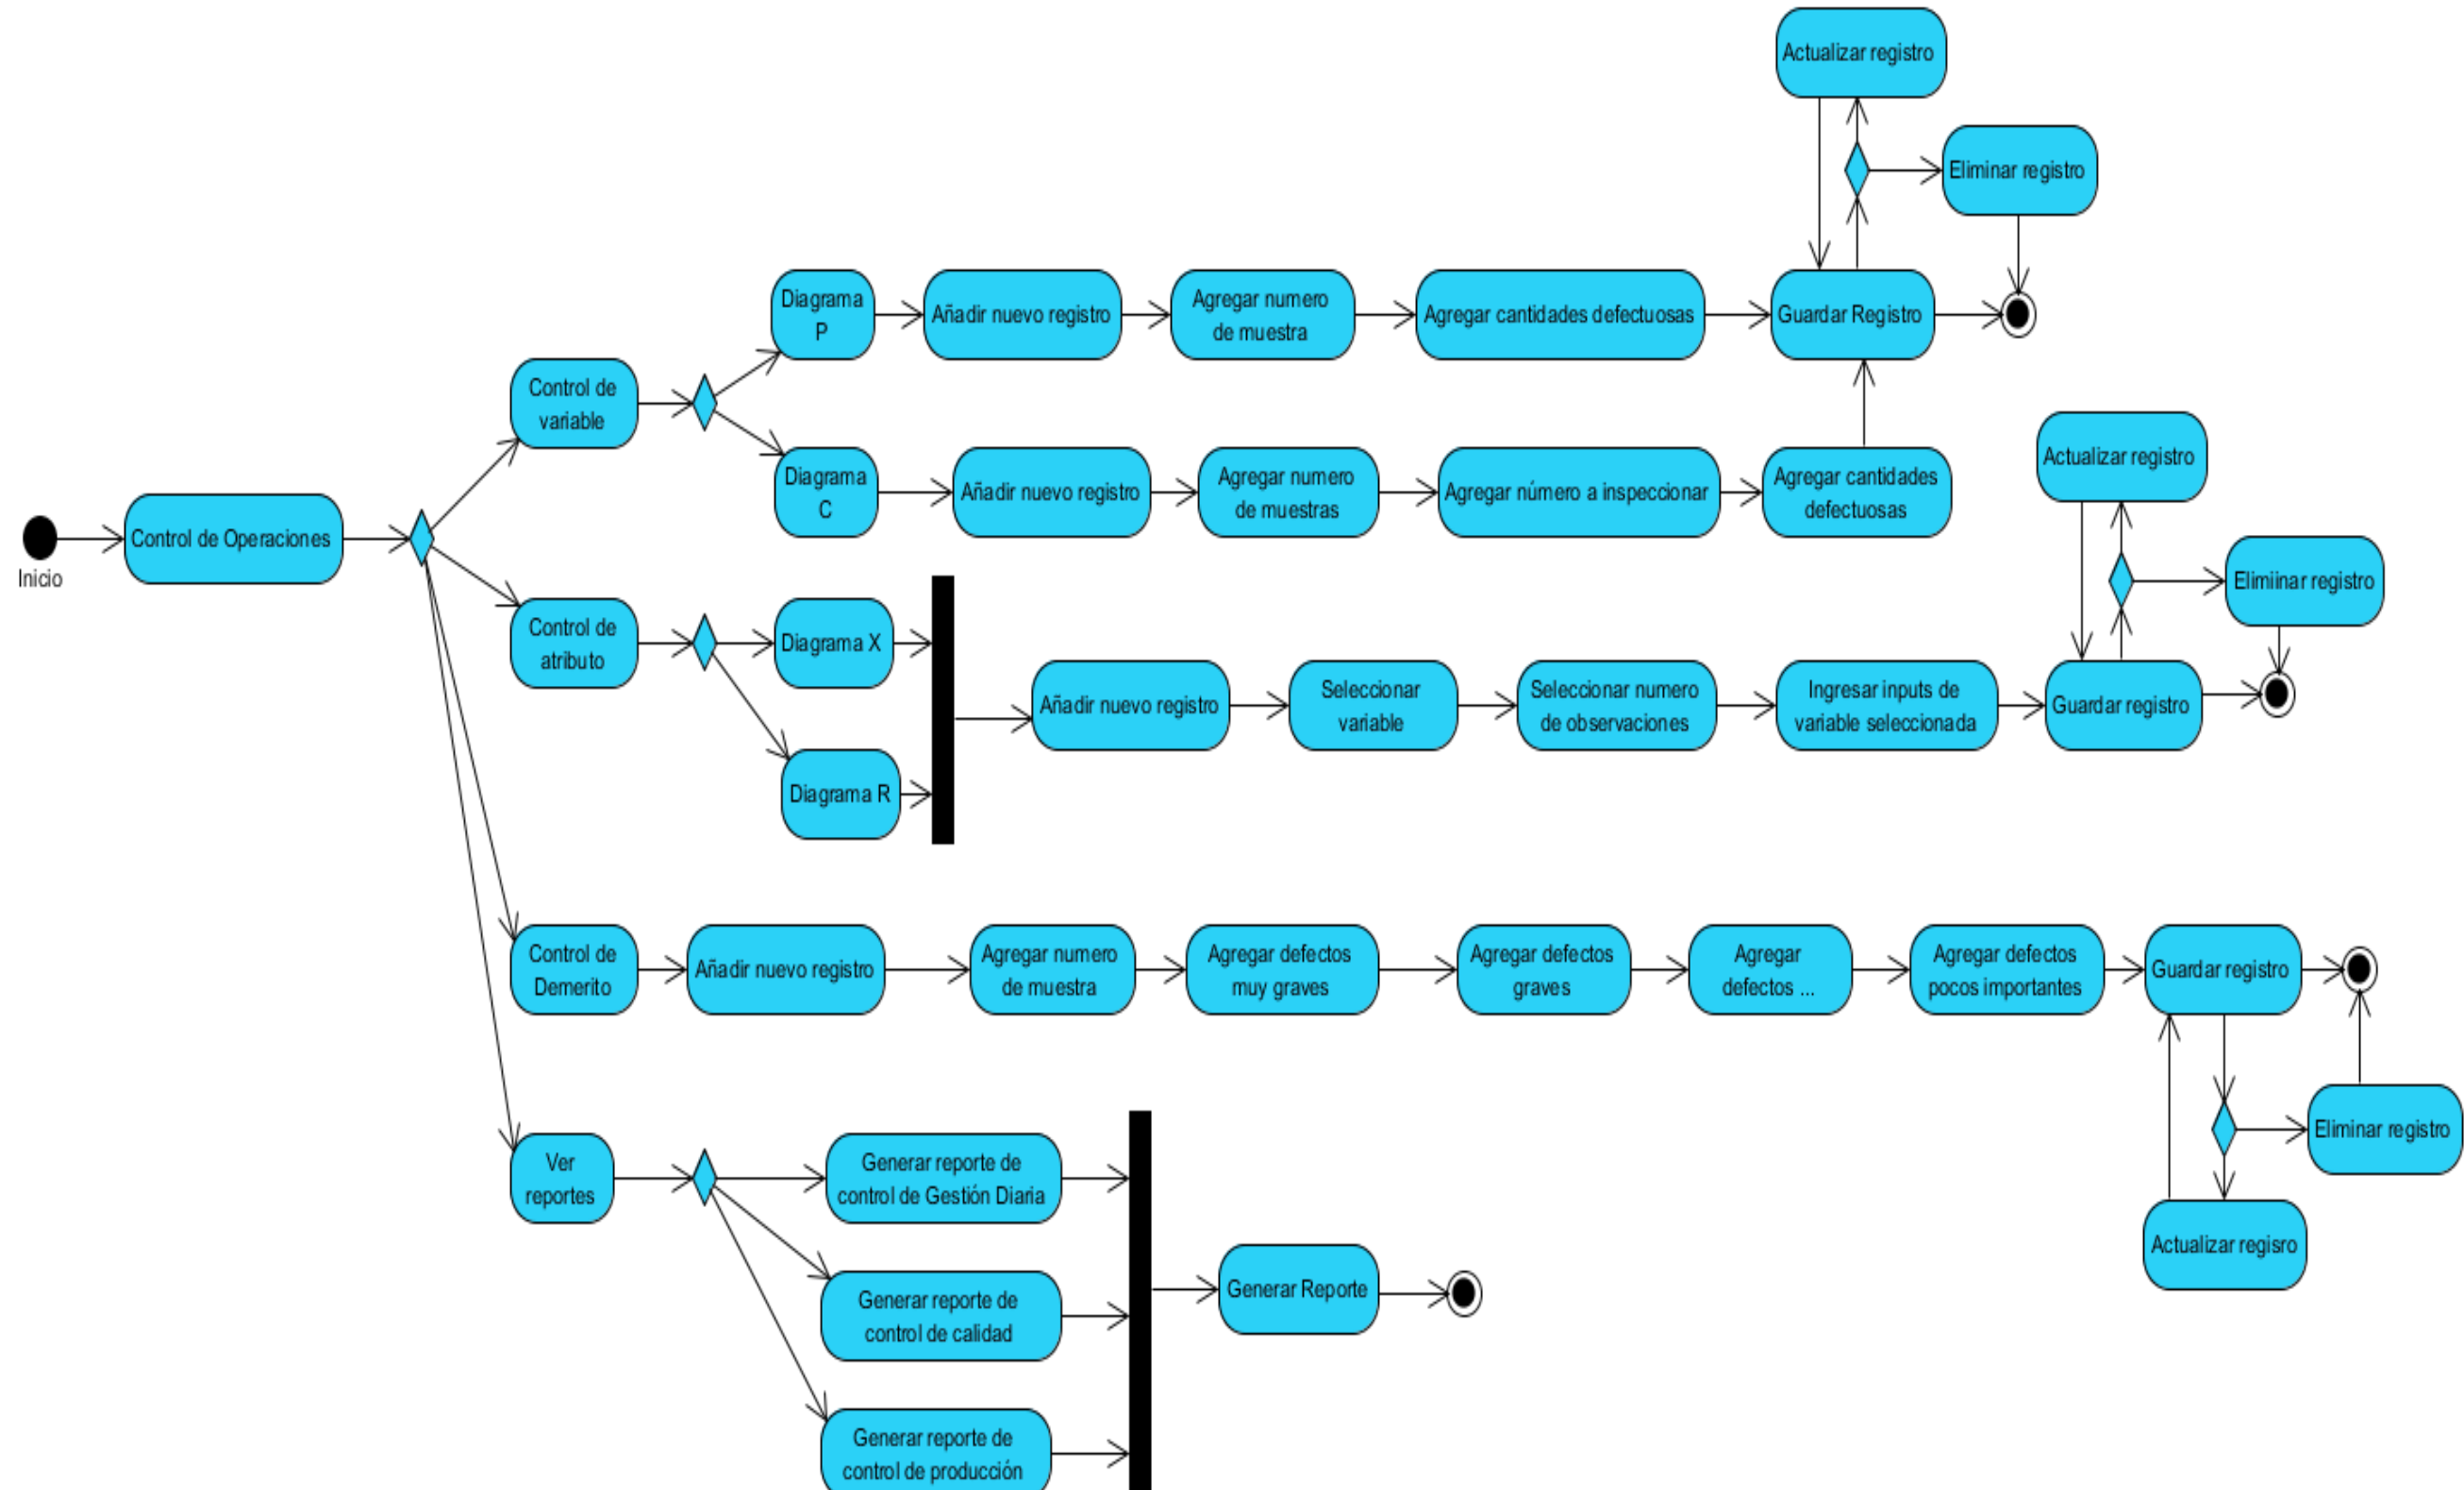 Actualizar registro
Eliminar registro
Diagrama
P
Añadir nuevo registro
Agregar numero
de muestra
Agregar cantidades defectuosas
Guardar Registro
Control de
variable
Diagrama
C
Añadir nuevo registro
Agregar numero
de muestras
Agregar número a inspeccionar
Agregar cantidades
defectuosas
Actualizar registro
Inicio
Control de Operaciones
Elimiinar registro
Control de
atributo
Diagrama X
Diagrama R
Añadir nuevo registro
Seleccionar
variable
Seleccionar numero
de observaciones
Ingresar inputs de
variable seleccionada
Guardar registro
Control de
Demerito
Añadir nuevo registro
Agregar numero
de muestra
Agregar defectos
muy graves
Agregar defectos
graves
Agregar
defectos ...
Agregar defectos
pocos importantes
Guardar registro
Eliminar registro
Actualizar regisro
Ver
reportes
Generar reporte de
control de Gestión Diaria
Generar reporte de
control de calidad
Generar reporte de
control de producción
Generar Reporte